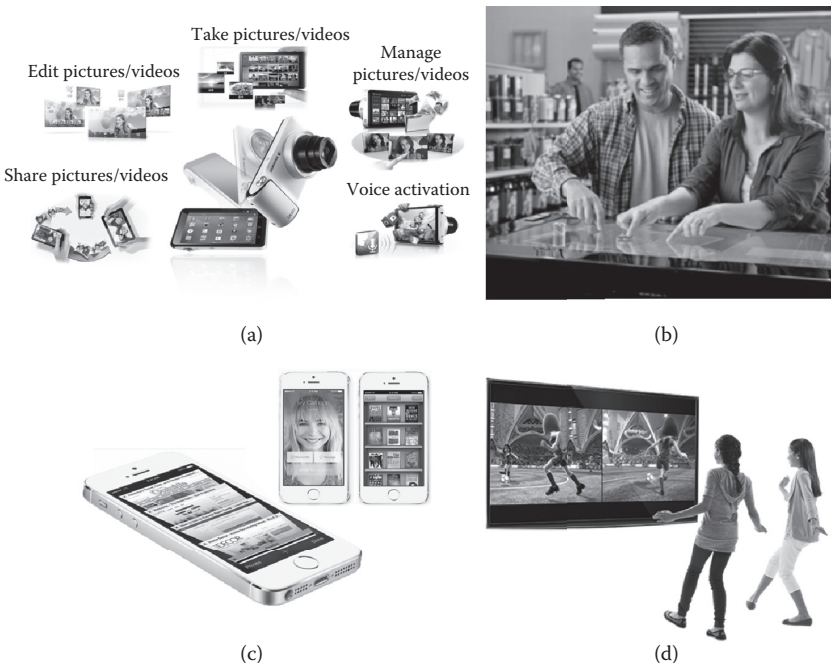 Take pictures/videos
Edit pictures/videos
Manage
pictures/videos
Share pictures/videos
Voice activation
(a)
(b)
(c)
(d)